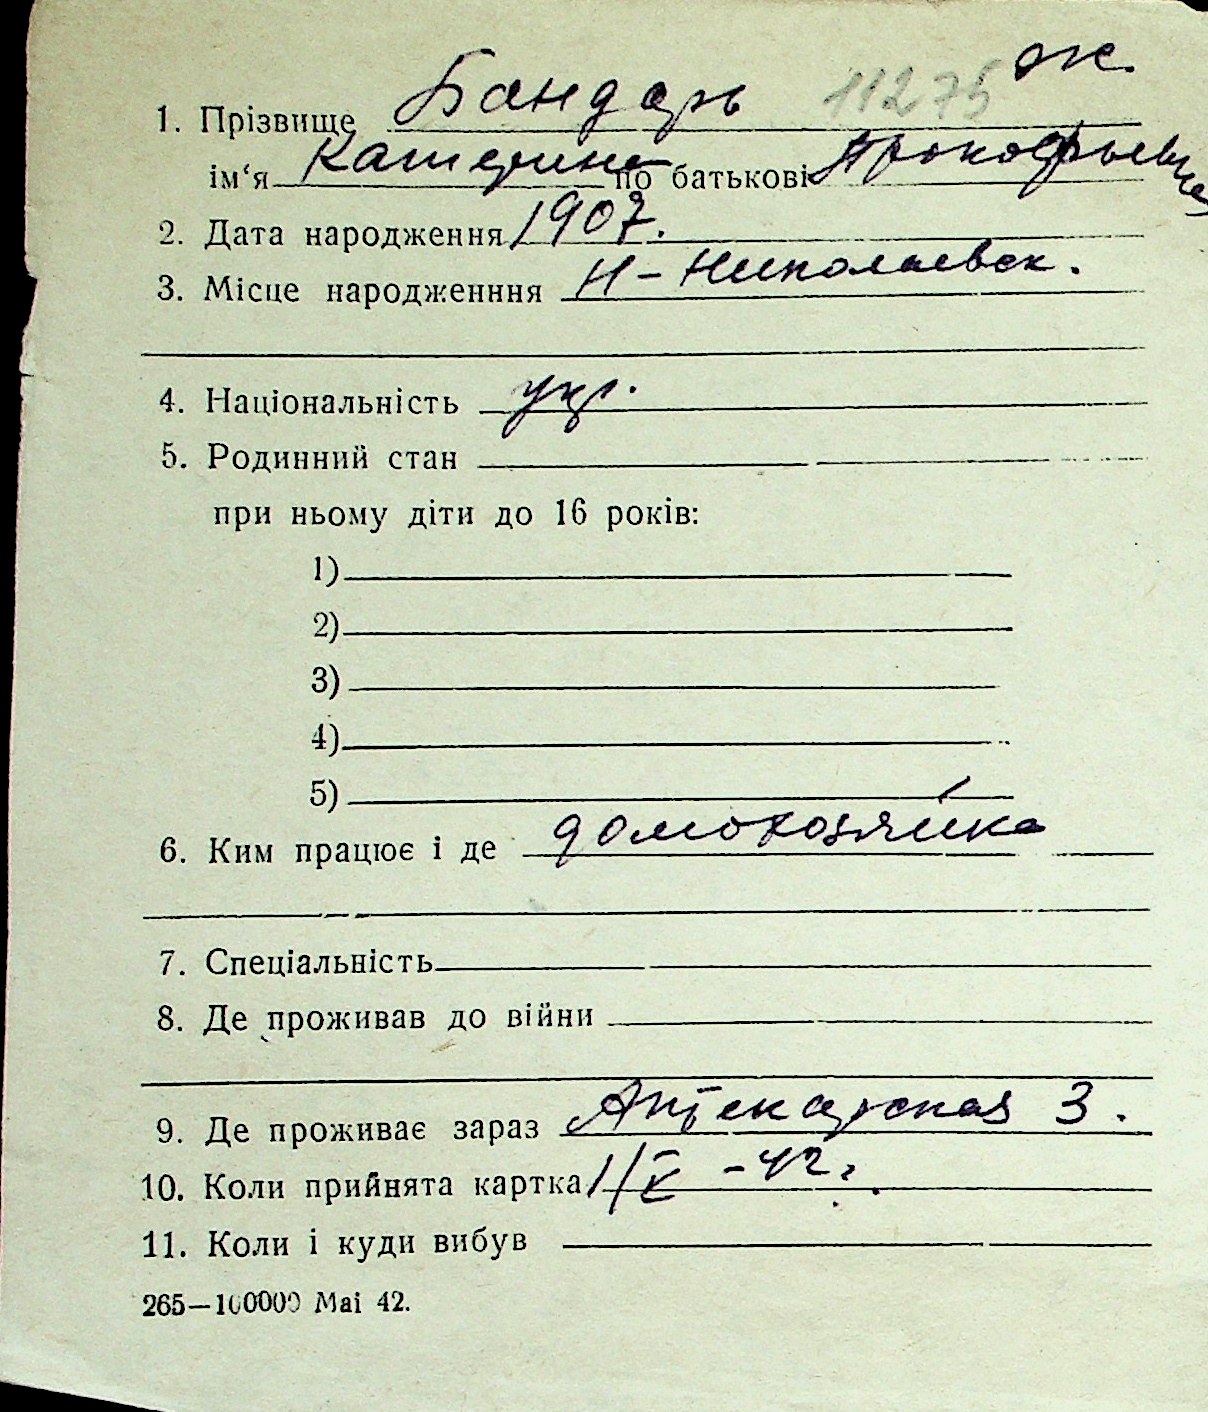 ж.
1. Прізвище Бандарь 11275
ім‘я Катерина по батькові Прокофьевна
2. Дата народження 1907.
3. Місце народженння Н-Николаевск.
4. Національність укр.
5. Родинний стан
при ньому діти до 16 років:
1)
2)
3)
4)
5)
6. Ким працює і де домохозяйка
7. Спеціальність
8. Де проживав до війни
9. Де проживає зараз Аптекарская 3.
10. Коли прийнята картка 1/X -42г.
11. Коли і куди вибув
265—100000 Mai 42.